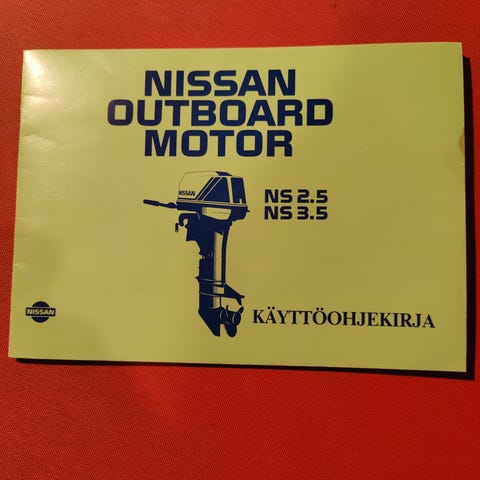 NISSAN
OUTBOARD
MOTOR
NISSAN
NS 2.5
NS 3.5
NISSAN
KÄYTTÖOHJEKIRJA